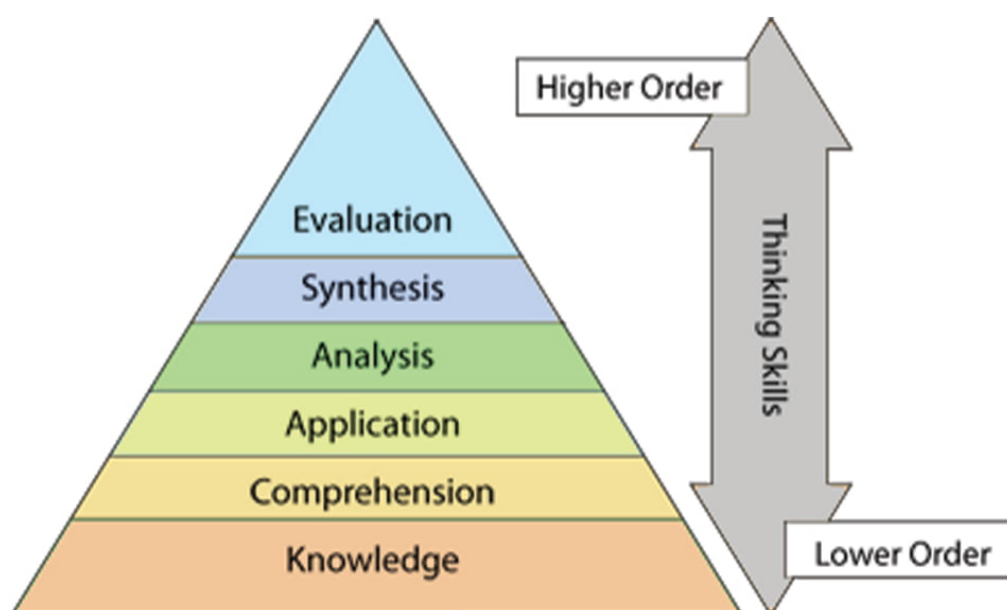 Higher Order
Evaluation
Synthesis
Analysis
Application
Comprehension
Knowledge
Thinking Skills
Lower Order